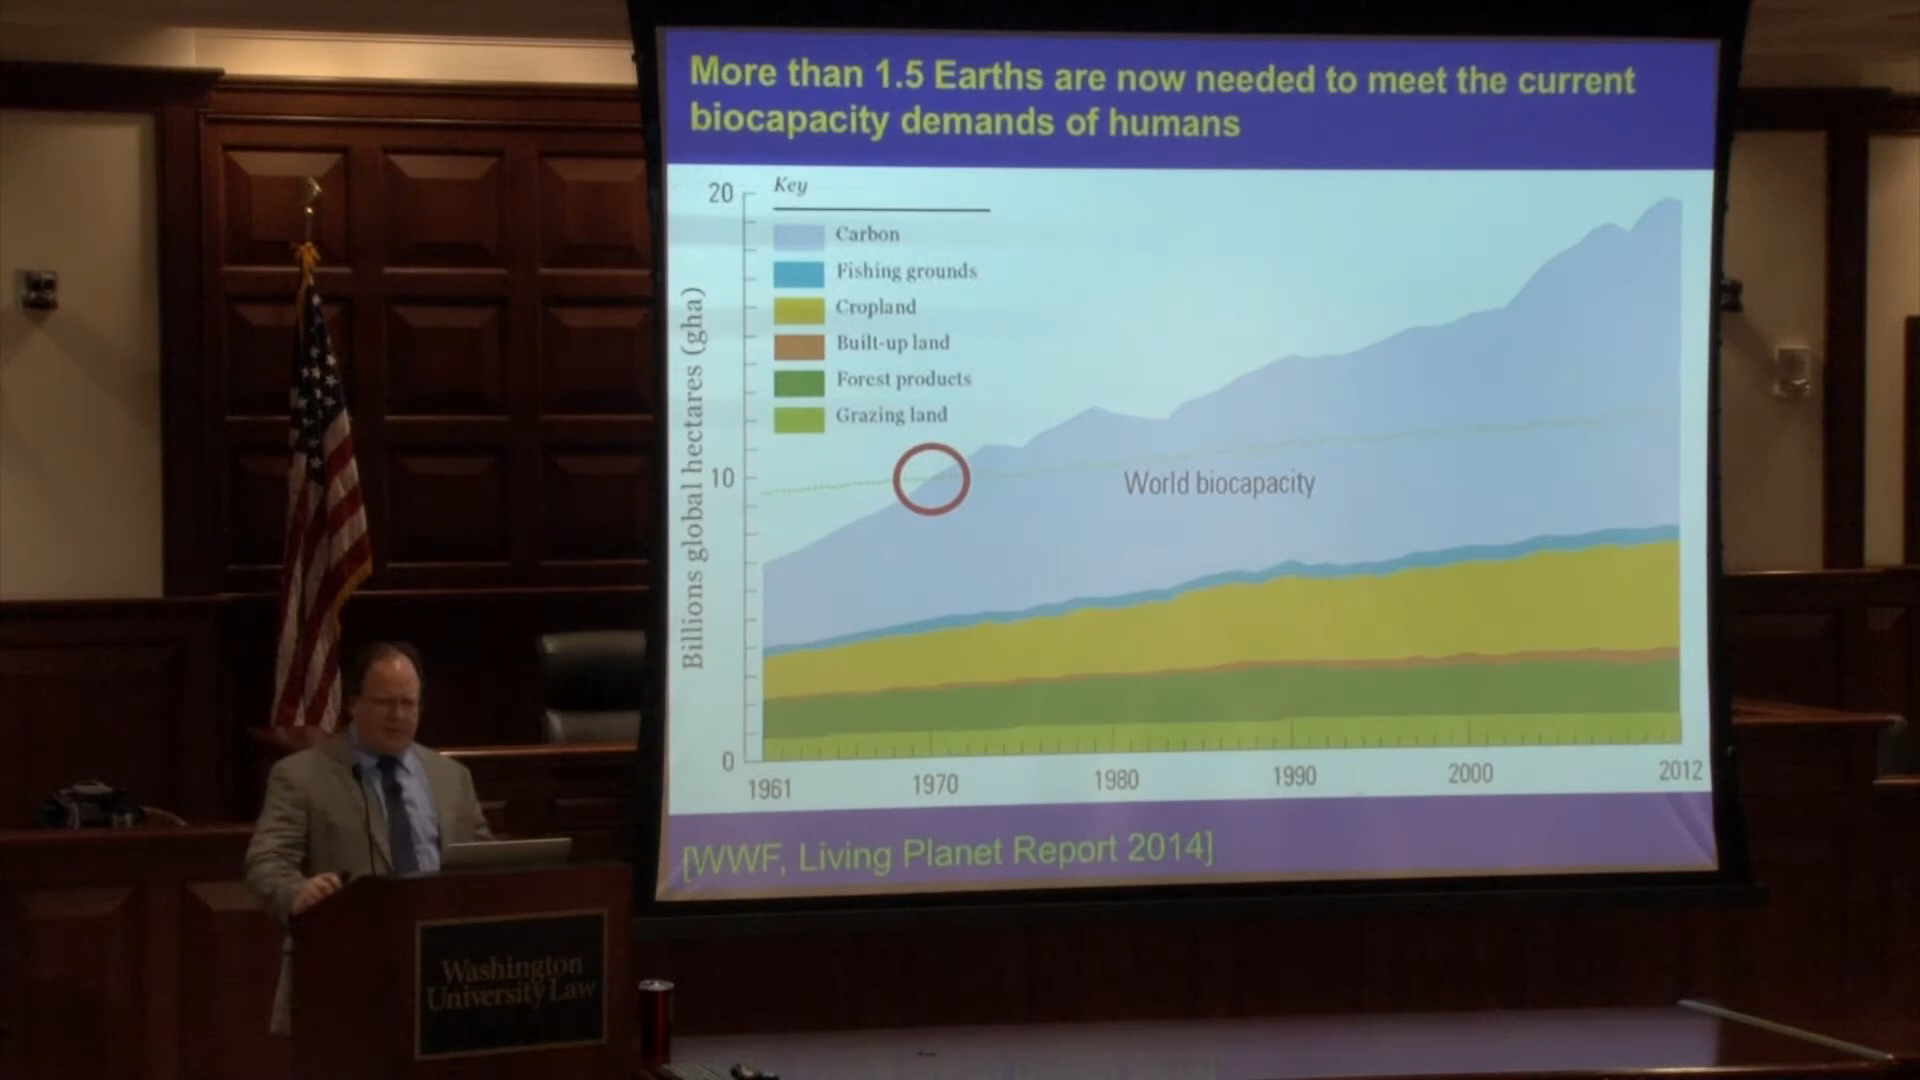 More than 1.5 Earths are now needed to meet the current
biocapacity demands of humans
20
Key
Carbon
Fishing grounds
Cropland
Built-up land
Forest products
Grazing land
Billions global hectares (gha)
10
World biocapacity
0
1961
1970
1980
1990
2000
2012
[WWF, Living Planet Report 2014]
Washington
University Law